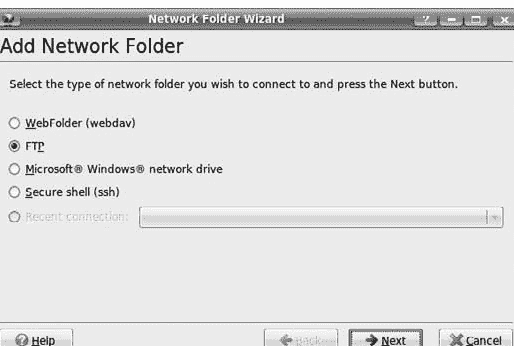 Network Folder Wizard
Add Network Folder
Select the type of network folder you wish to connect to and press the Next button.
WebFolder (webdav)
FTP
Microsoft® Windows® network drive
Secure shell (ssh)
Recent connection:
Help
Back
Next
Cancel